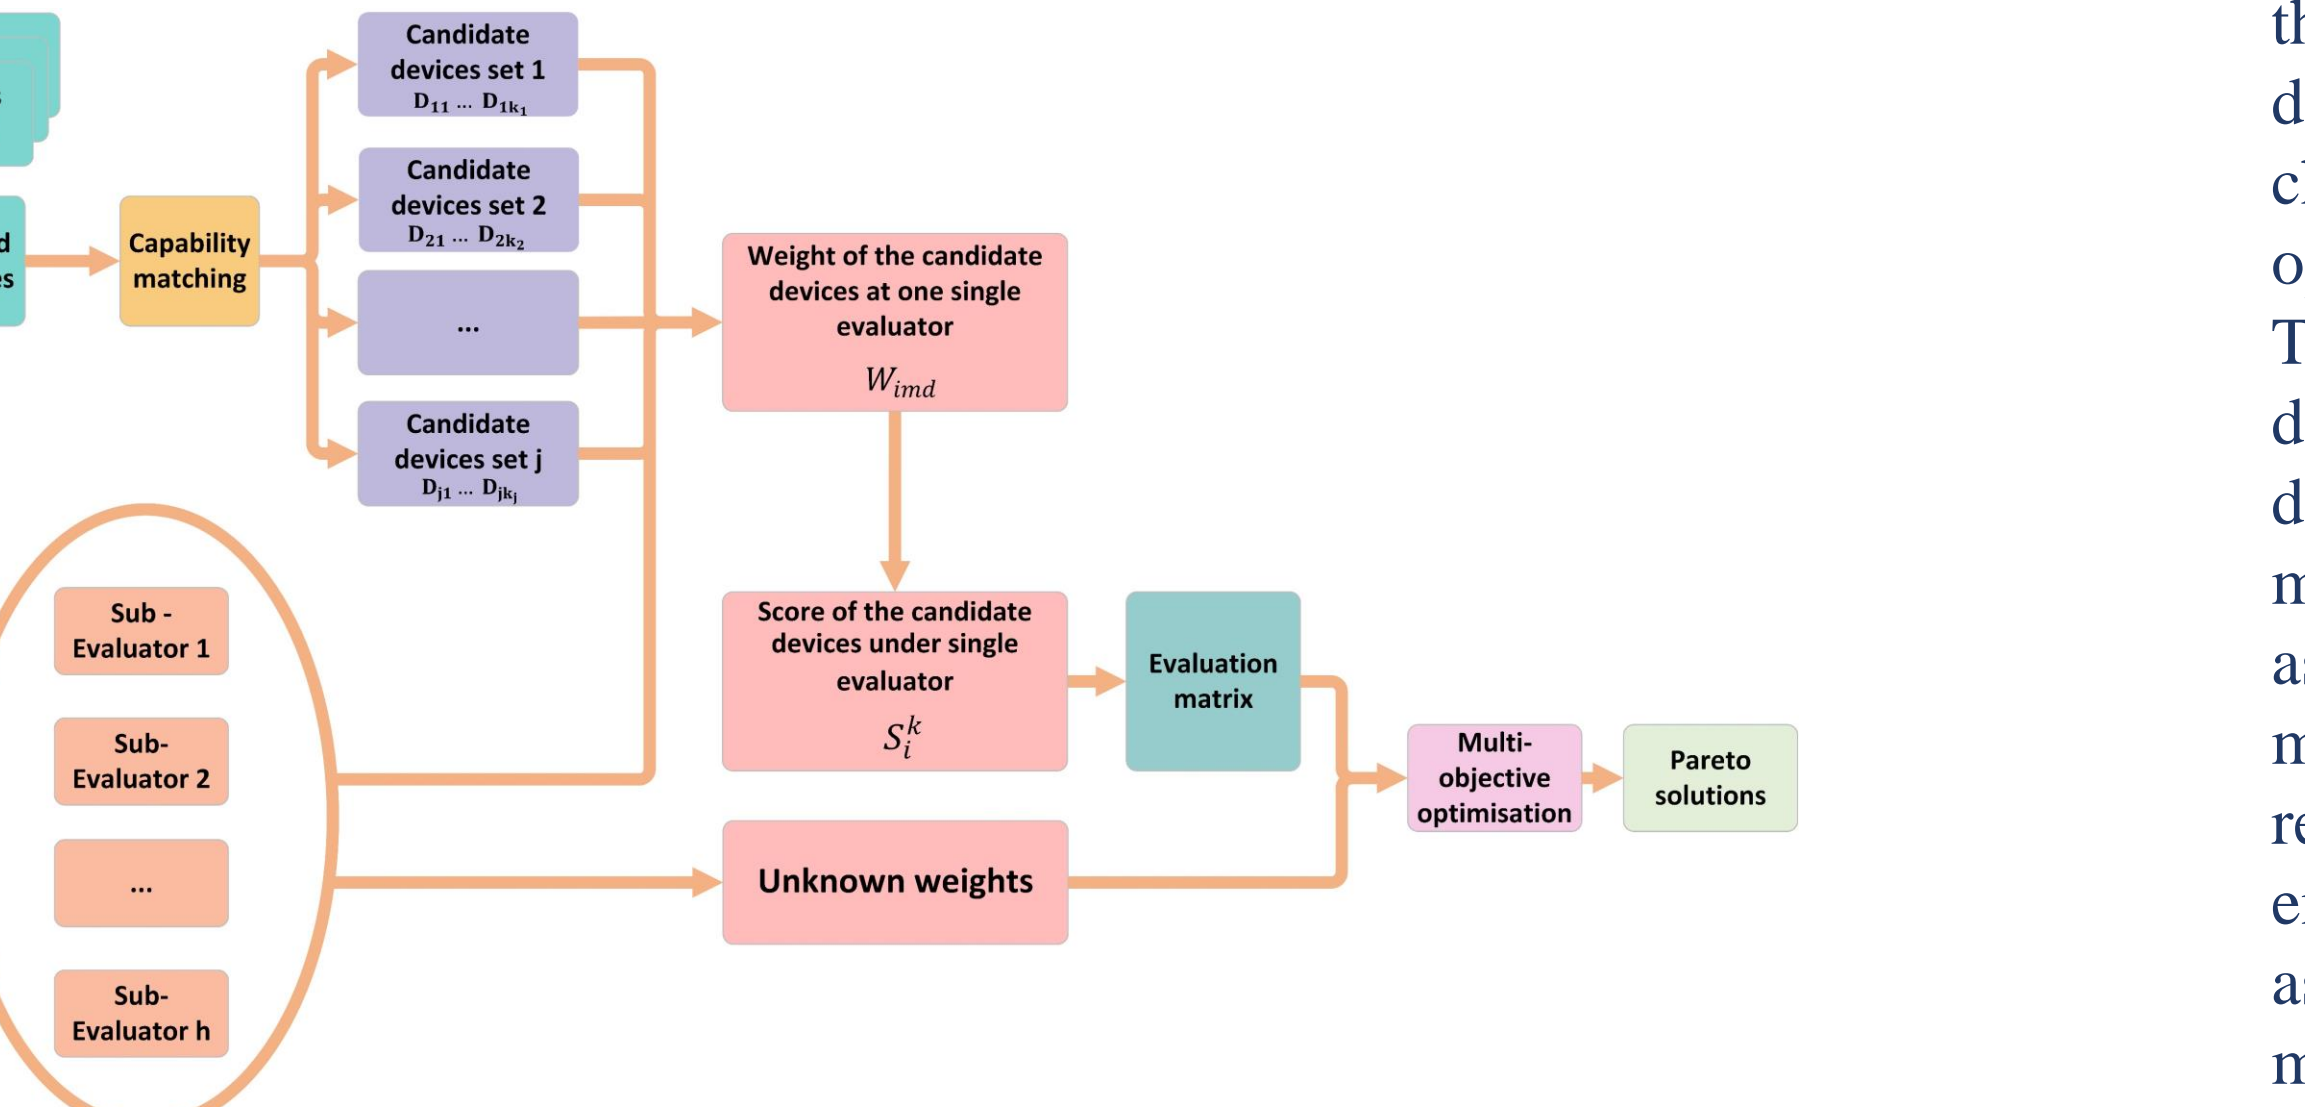 Candidate
devices set 1
D₁₁ ... D₁ₖ₁
Candidate
devices set 2
D₂₁ ... D₂ₖ₂
...
Candidate
devices set j
Dⱼ₁ ... Dⱼₖⱼ
Capability
matching
Weight of the candidate
devices at one single
evaluator
W_imd
Sub -
Evaluator 1
Sub-
Evaluator 2
...
Sub-
Evaluator h
Score of the candidate
devices under single
evaluator
S_i^k
Evaluation
matrix
Unknown weights
Multi-
objective
optimisation
Pareto
solutions